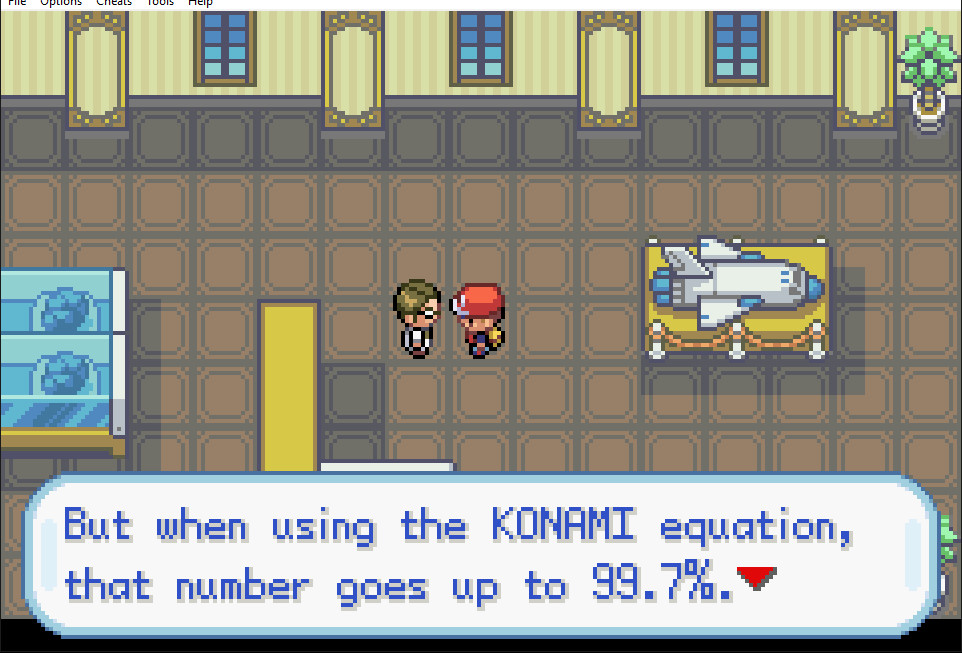 File Options Cheats Tools Help
But when using the KONAMI equation,
that number goes up to 99.7%.